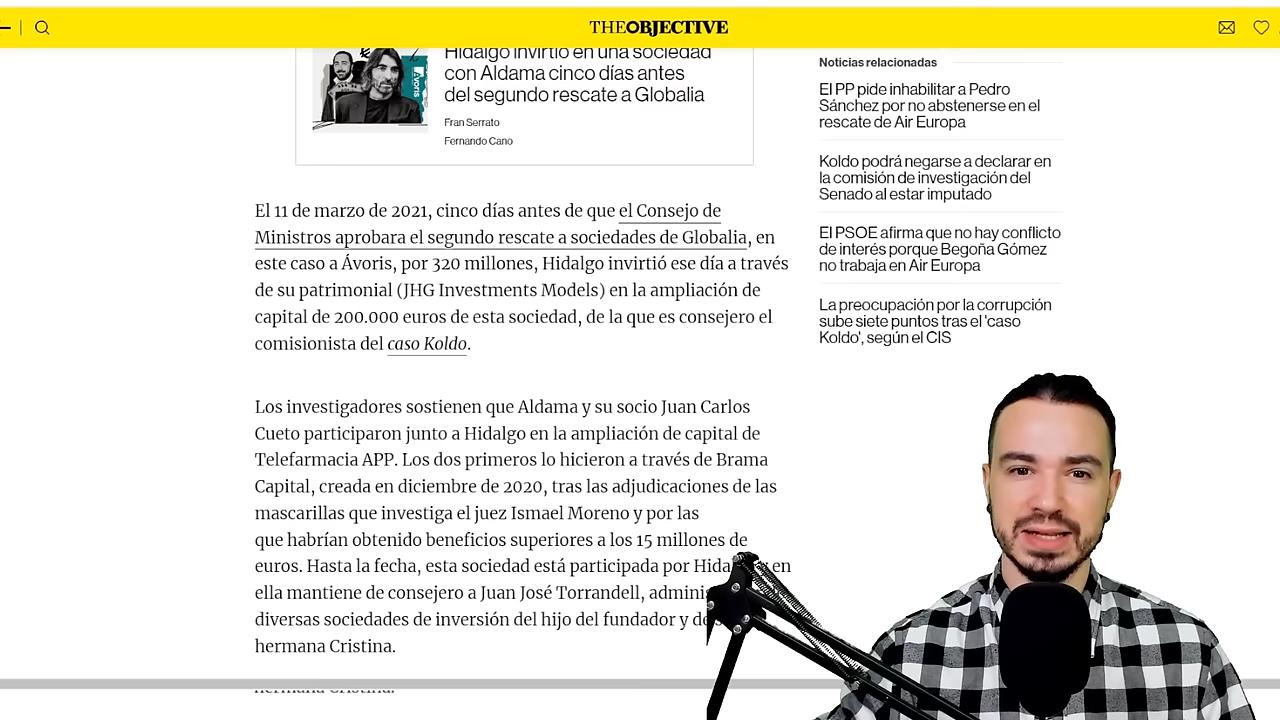 THEOBJECTIVE
Hidalgo invirtió en una sociedad
con Aldama cinco días antes
del segundo rescate a Globalia
Fran Serrato
Fernando Cano
El 11 de marzo de 2021, cinco días antes de que el Consejo de
Ministros aprobara el segundo rescate a sociedades de Globalia, en
este caso a Ávoris, por 320 millones, Hidalgo invirtió ese día a través
de su patrimonial (JHG Investments Models) en la ampliación de
capital de 200.000 euros de esta sociedad, de la que es consejero el
comisionista del caso Koldo.
Los investigadores sostienen que Aldama y su socio Juan Carlos
Cueto participaron junto a Hidalgo en la ampliación de capital de
Telefarmacia APP. Los dos primeros lo hicieron a través de Brama
Capital, creada en diciembre de 2020, tras las adjudicaciones de las
mascarillas que investiga el juez Ismael Moreno y por las
que habrían obtenido beneficios superiores a los 15 millones de
euros. Hasta la fecha, esta sociedad está participada por Hida y en
ella mantiene de consejero a Juan José Torrandell, adminis
diversas sociedades de inversión del hijo del fundador y de s
hermana Cristina.
hermana Cristina.
Noticias relacionadas
El PP pide inhabilitar a Pedro
Sánchez por no abstenerse en el
rescate de Air Europa
Koldo podrá negarse a declarar en
la comisión de investigación del
Senado al estar imputado
El PSOE afirma que no hay conflicto
de interés porque Begoña Gómez
no trabaja en Air Europa
La preocupación por la corrupción
sube siete puntos tras el 'caso
Koldo', según el CIS